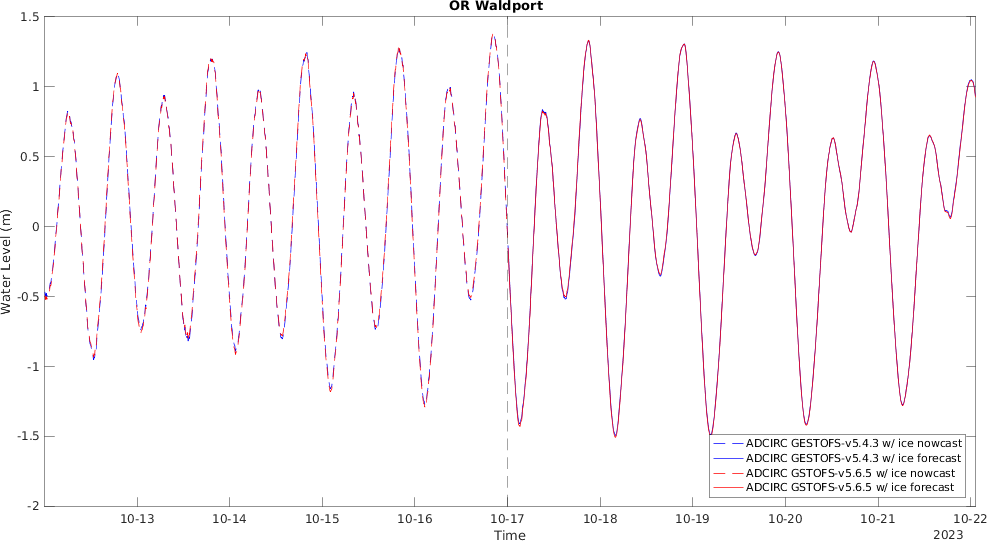 OR Waldport
1.5
1
0.5
0
-0.5
-1
-1.5
-2
Water Level (m)
10-13
10-14
10-15
10-16
10-17
10-18
10-19
10-20
10-21
10-22
Time
2023
ADCIRC GESTOFS-v5.4.3 w/ ice nowcast
ADCIRC GESTOFS-v5.4.3 w/ ice forecast
ADCIRC GSTOFS-v5.6.5 w/ ice nowcast
ADCIRC GSTOFS-v5.6.5 w/ ice forecast